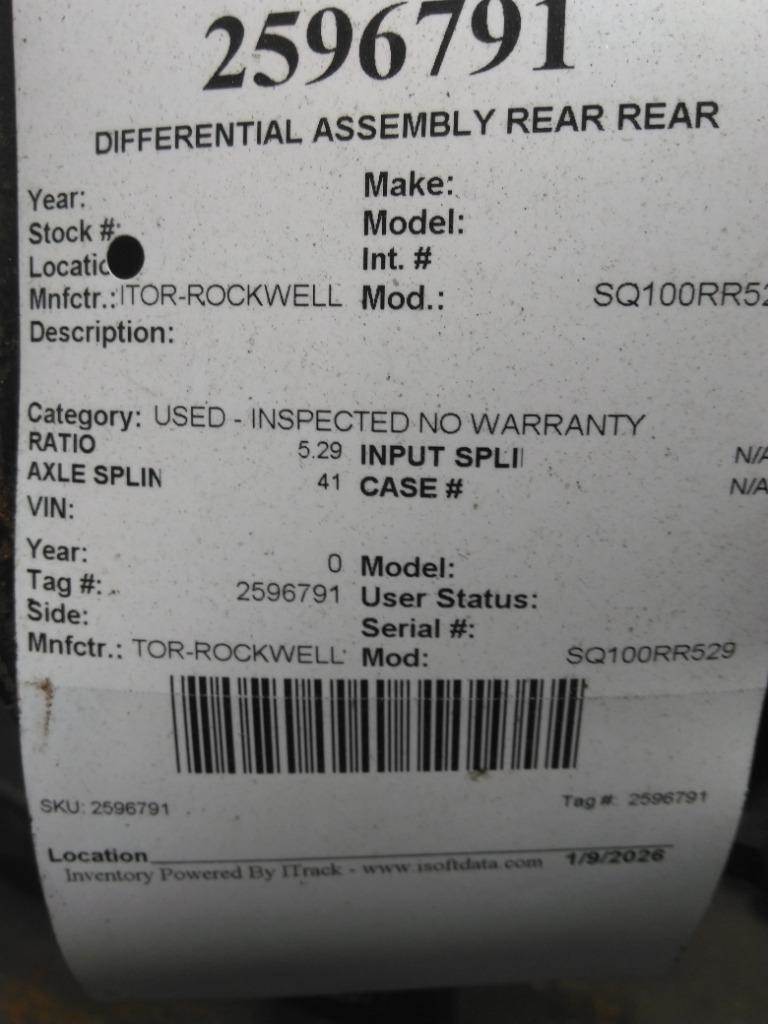 2596791
DIFFERENTIAL ASSEMBLY REAR REAR
Year: Make:
Stock #: Model:
Locatio Int. #
Mnfctr.: ITOR-ROCKWELL Mod.: SQ100RR52
Description:
Category: USED - INSPECTED NO WARRANTY
RATIO 5.29 INPUT SPLI N/A
AXLE SPLIN 41 CASE # N/A
VIN:
Year: 0 Model:
Tag #: 2596791 User Status:
Side: Serial #:
Mnfctr.: TOR-ROCKWELL Mod: SQ100RR529
SKU: 2596791 Tag #: 2596791
Location 1/9/2026
Inventory Powered By ITrack - www.isoftdata.com